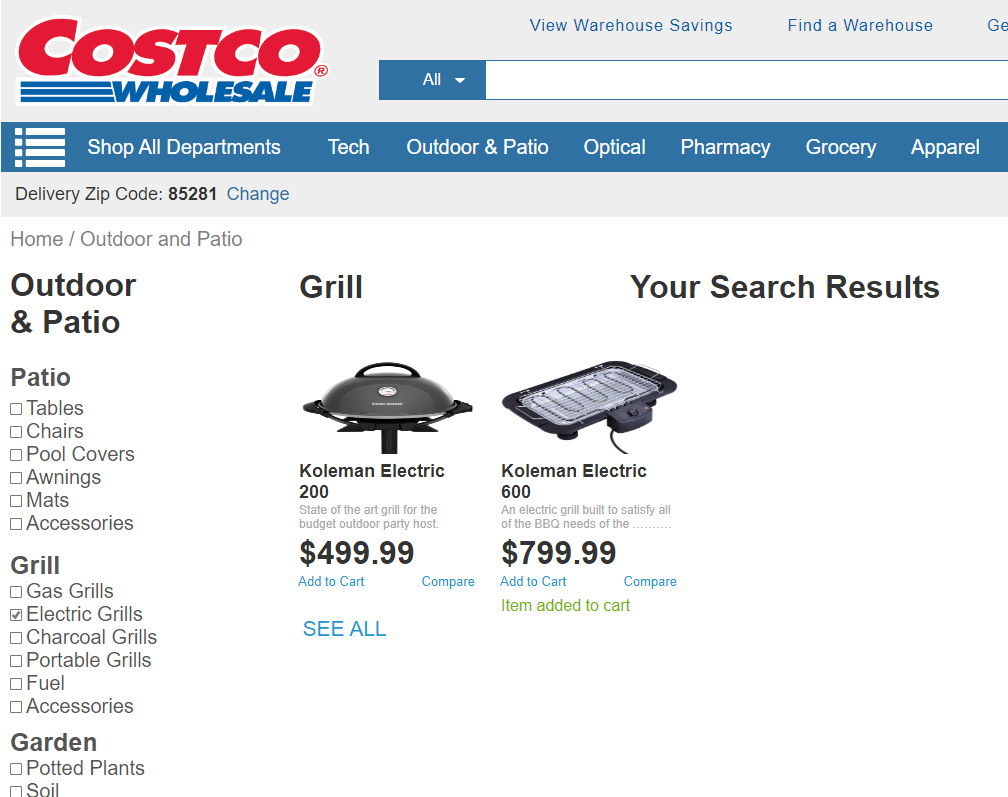 COSTCO®
WHOLESALE
View Warehouse Savings
Find a Warehouse
Ge
All
Shop All Departments
Tech
Outdoor & Patio
Optical
Pharmacy
Grocery
Apparel
Delivery Zip Code: 85281 Change
Home / Outdoor and Patio
Outdoor
& Patio
Patio
Tables
Chairs
Pool Covers
Awnings
Mats
Accessories
Grill
Gas Grills
Electric Grills
Charcoal Grills
Portable Grills
Fuel
Accessories
Garden
Potted Plants
Soil
Grill
Your Search Results
Koleman Electric
200
State of the art grill for the
budget outdoor party host.
$499.99
Add to Cart
Compare
Koleman Electric
600
An electric grill built to satisfy all
of the BBQ needs of the ……….
$799.99
Add to Cart
Compare
Item added to cart
SEE ALL